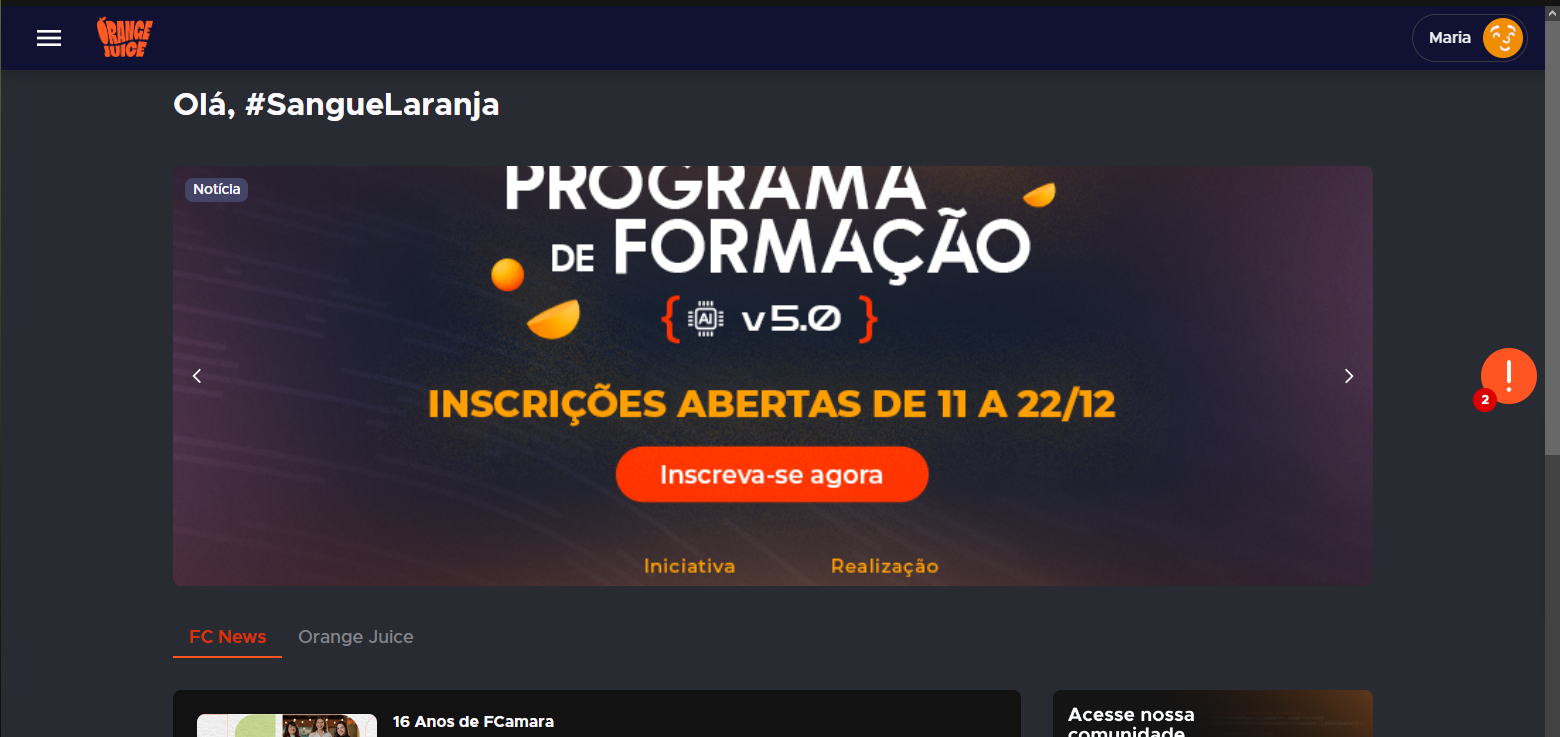 ORANGE
JUICE
Maria
Olá, #SangueLaranja
Notícia
PROGRAMA
DE FORMAÇÃO
{ AI v5.0 }
INSCRIÇÕES ABERTAS DE 11 A 22/12
Inscreva-se agora
Iniciativa Realização
!
2
FC News Orange Juice
16 Anos de FCamara
Acesse nossa
comunidade